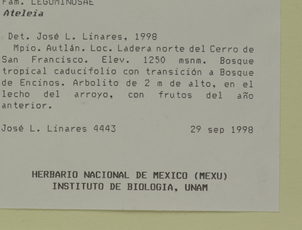 Fam. LEGUMINOSAE
Ateleia
Det. José L. Linares, 1998
Mpio. Autlán. Loc. Ladera norte del Cerro de
San Francisco. Elev. 1250 msnm. Bosque
tropical caducifolio con transición a Bosque
de Encinos. Arbolito de 2 m de alto, en el
lecho del arroyo, con frutos del año
anterior.
José L. Linares 4443 29 sep 1998
HERBARIO NACIONAL DE MEXICO (MEXU)
INSTITUTO DE BIOLOGIA, UNAM